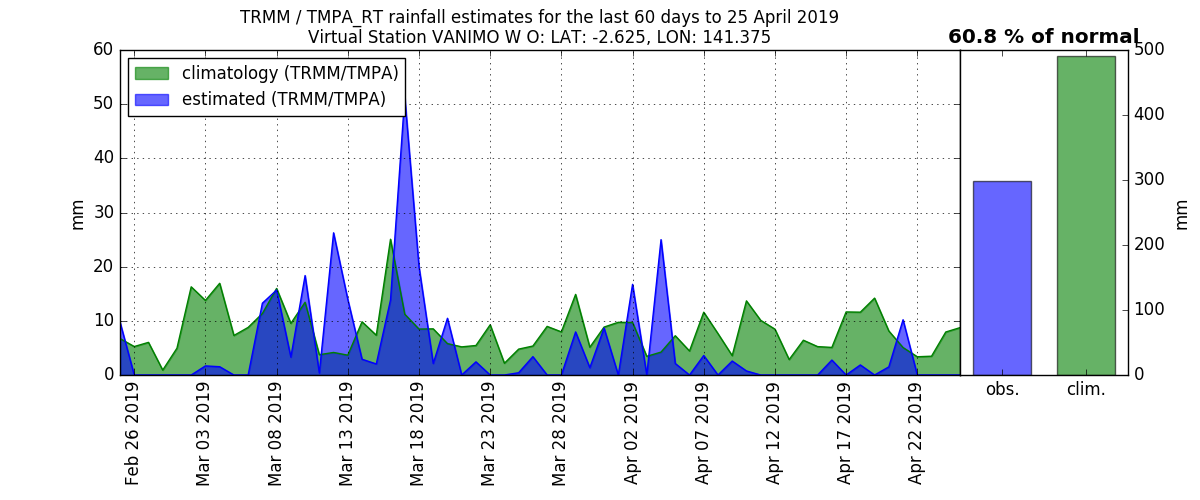 TRMM / TMPA_RT rainfall estimates for the last 60 days to 25 April 2019
Virtual Station VANIMO W O: LAT: -2.625, LON: 141.375
60.8 % of normal
climatology (TRMM/TMPA)
estimated (TRMM/TMPA)
60
50
40
30
20
10
0
mm
Feb 26 2019
Mar 03 2019
Mar 08 2019
Mar 13 2019
Mar 18 2019
Mar 23 2019
Mar 28 2019
Apr 02 2019
Apr 07 2019
Apr 12 2019
Apr 17 2019
Apr 22 2019
500
400
300
200
100
0
mm
obs.
clim.